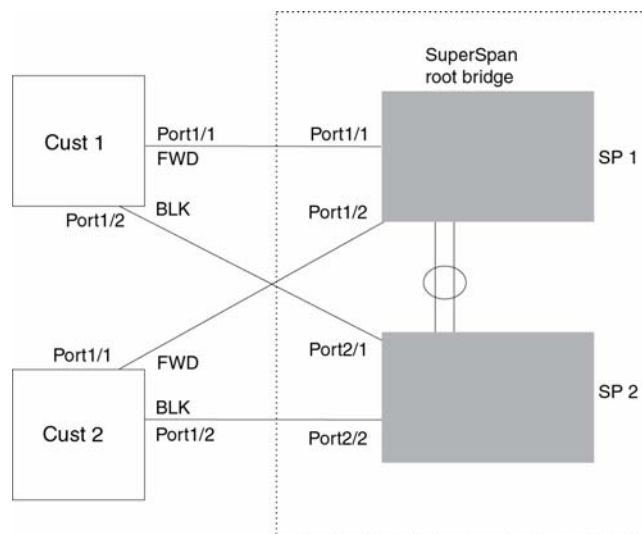 SuperSpan
root bridge
Cust 1
Port1/1
FWD
Port1/1
SP 1
BLK
Port1/2
Port1/2
Port1/1
FWD
Port2/1
BLK
SP 2
Cust 2
Port1/2
Port2/2